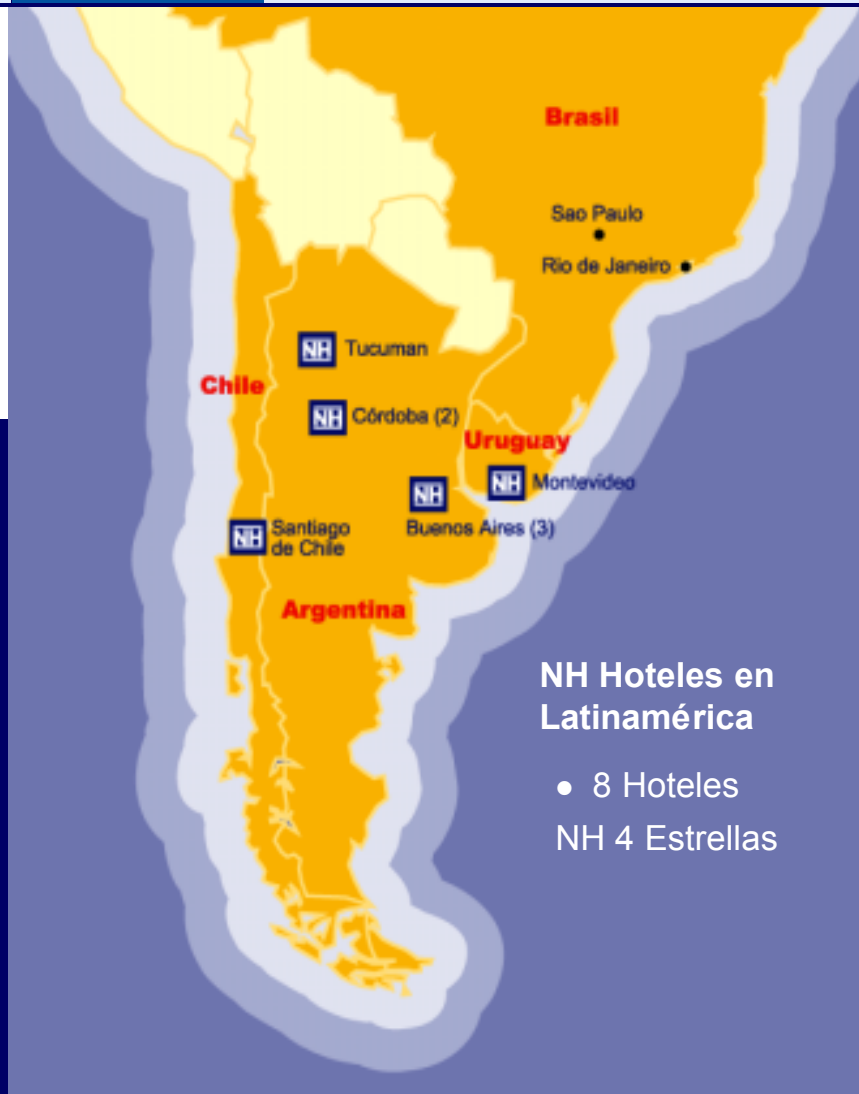 Brasil
Sao Paulo
Rio de Janeiro
NH Tucuman
Chile
NH Córdoba (2)
Uruguay
NH Montevideo
NH
Buenos Aires (3)
NH Santiago
de Chile
Argentina
NH Hoteles en
Latinamérica
● 8 Hoteles
NH 4 Estrellas